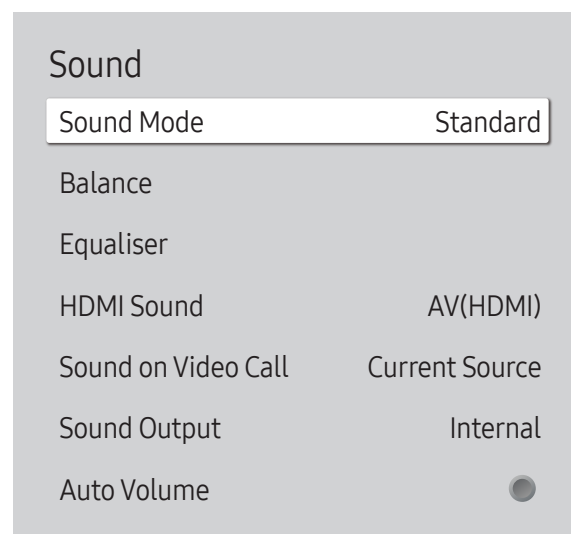 Sound
Sound Mode Standard
Balance
Equaliser
HDMI Sound AV(HDMI)
Sound on Video Call Current Source
Sound Output Internal
Auto Volume